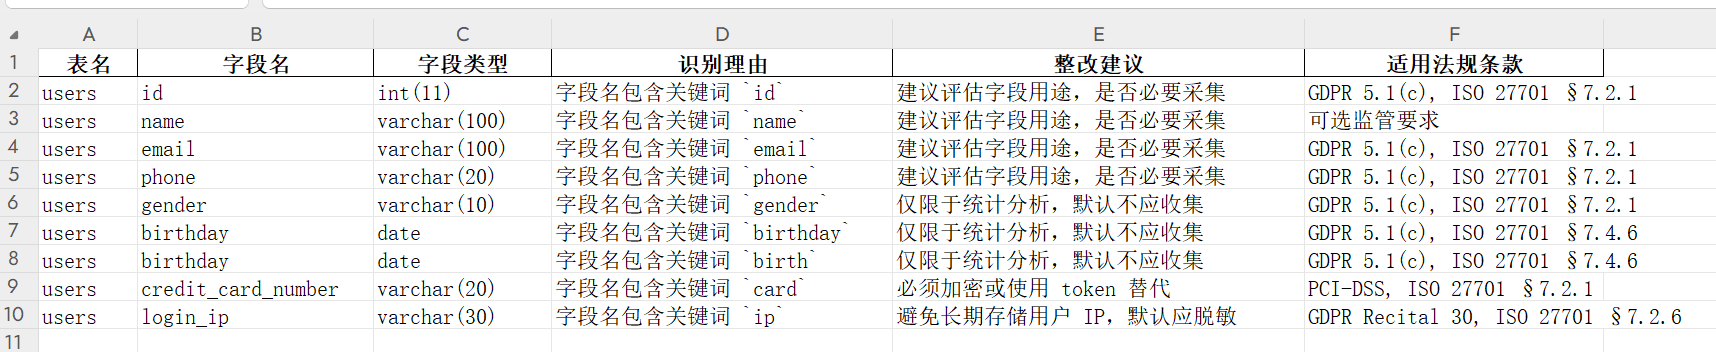 A B C D E F
1 表名 字段名 字段类型 识别理由 整改建议 适用法规条款
2 users id int(11) 字段名包含关键词 `id` 建议评估字段用途，是否必要采集 GDPR 5.1(c), ISO 27701 §7.2.1
3 users name varchar(100) 字段名包含关键词 `name` 建议评估字段用途，是否必要采集 可选监管要求
4 users email varchar(100) 字段名包含关键词 `email` 建议评估字段用途，是否必要采集 GDPR 5.1(c), ISO 27701 §7.2.1
5 users phone varchar(20) 字段名包含关键词 `phone` 建议评估字段用途，是否必要采集 GDPR 5.1(c), ISO 27701 §7.2.1
6 users gender varchar(10) 字段名包含关键词 `gender` 仅限于统计分析，默认不应收集 GDPR 5.1(c), ISO 27701 §7.2.1
7 users birthday date 字段名包含关键词 `birthday` 仅限于统计分析，默认不应收集 GDPR 5.1(c), ISO 27701 §7.4.6
8 users birthday date 字段名包含关键词 `birth` 仅限于统计分析，默认不应收集 GDPR 5.1(c), ISO 27701 §7.4.6
9 users credit_card_number varchar(20) 字段名包含关键词 `card` 必须加密或使用 token 替代 PCI-DSS, ISO 27701 §7.2.1
10 users login_ip varchar(30) 字段名包含关键词 `ip` 避免长期存储用户 IP，默认应脱敏 GDPR Recital 30, ISO 27701 §7.2.6
11